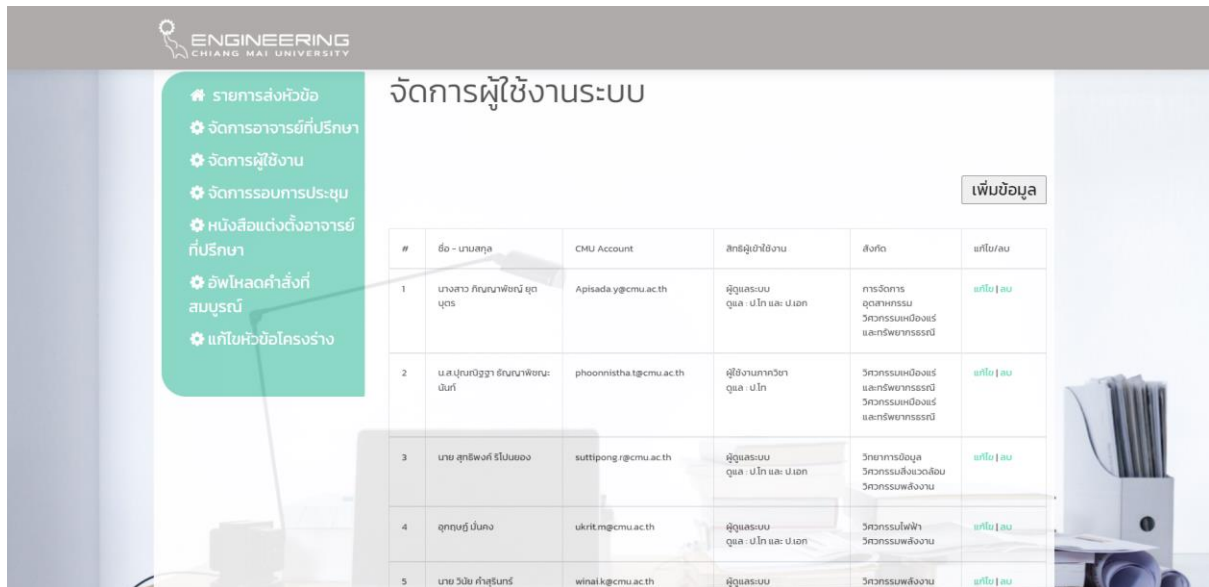 ENGINEERING
CHIANG MAI UNIVERSITY
รายการส่งหัวข้อ
จัดการอาจารย์ที่ปรึกษา
จัดการผู้ใช้งาน
จัดการรอบการประชุม
หนังสือแต่งตั้งอาจารย์
ที่ปรึกษา
อัพโหลดคำสั่งที่
สมบูรณ์
แก้ไขหัวข้อโครงร่าง
จัดการผู้ใช้งานระบบ
เพิ่มข้อมูล
# ชื่อ - นามสกุล CMU Account สิทธิผู้เข้าใช้งาน สังกัด แก้ไข/ลบ
1 นางสาว ภิญญาพัชญ์ ยุต Apisada.y@cmu.ac.th ผู้ดูแลระบบ การจัดการ แก้ไข | ลบ
บุตร ดูแล : ป.โท และ ป.เอก อุตสาหกรรม
วิศวกรรมเหมืองแร่
และทรัพยากรธรณี
2 น.ส.ปุณณิฐฐา ธัญญาพิชญะ phoonnistha.t@cmu.ac.th ผู้ใช้งานภาควิชา วิศวกรรมเหมืองแร่ แก้ไข | ลบ
นันท์ ดูแล : ป.โท และทรัพยากรธรณี
วิศวกรรมเหมืองแร่
และทรัพยากรธรณี
3 นาย สุทธิพงศ์ ริโปนยอง suttipong.r@cmu.ac.th ผู้ดูแลระบบ วิทยาการข้อมูล แก้ไข | ลบ
ดูแล : ป.โท และ ป.เอก วิศวกรรมสิ่งแวดล้อม
วิศวกรรมพลังงาน
4 อุกฤษฎ์ มั่นคง ukrit.m@cmu.ac.th ผู้ดูแลระบบ วิศวกรรมไฟฟ้า แก้ไข | ลบ
ดูแล : ป.โท และ ป.เอก วิศวกรรมพลังงาน
5 นาย วินัย คำสุรินทร์ winai.k@cmu.ac.th ผู้ดูแลระบบ วิศวกรรมพลังงาน แก้ไข | ลบ